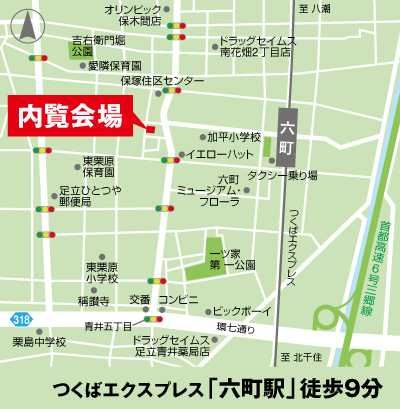 オリンピック
保木間店
至 八潮
吉右衛門堀
公園
ドラッグセイムス
南花畑2丁目店
愛隣保育園
保塚住区センター
内覧会場
加平小学校
六町
イエローハット
東栗原
保育園
タクシー乗り場
六町
ミュージアム・
フローラ
足立ひとつや
郵便局
つくばエクスプレス
首都高速6号三郷線
一ツ家
第一公園
東栗原
小学校
稱讃寺
交番
コンビニ
ビックボーイ
318
青井五丁目
環七通り
栗島中学校
ドラッグセイムス
足立青井薬局店
至 北千住
つくばエクスプレス「六町駅」徒歩9分